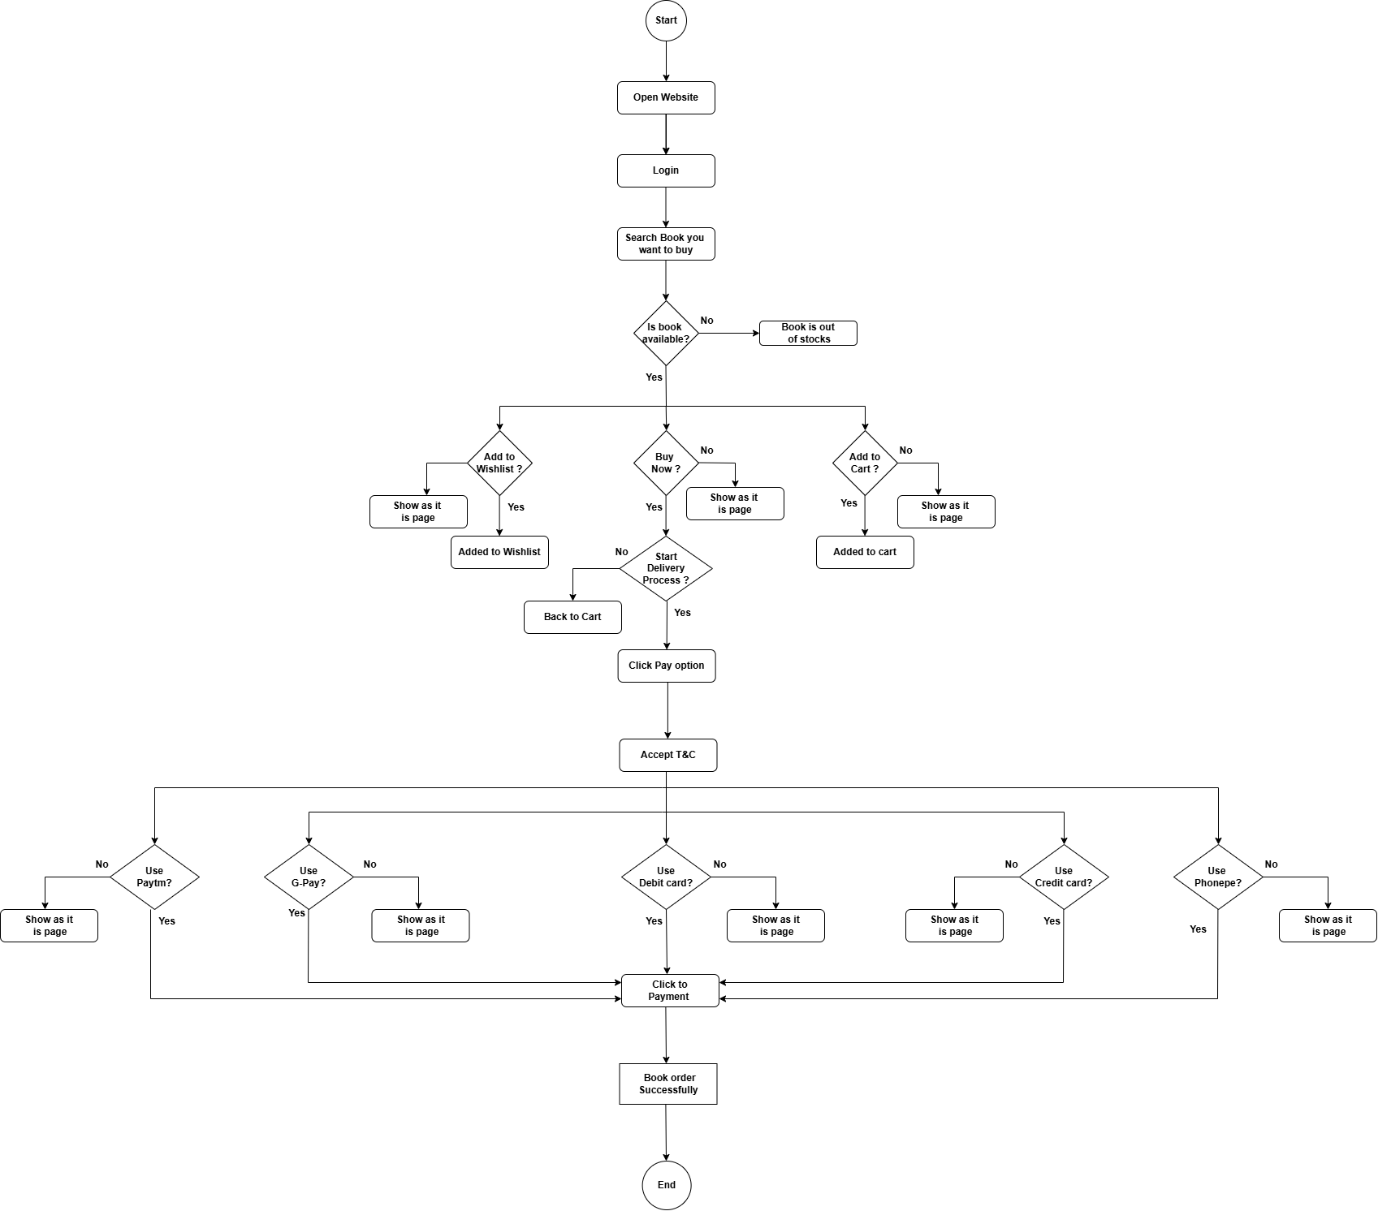 Start
Open Website
Login
Search Book you
want to buy
Is book
available?
No
Book is out
of stocks
Yes
Add to
Wishlist ?
Buy
Now ?
No
Add to
Cart ?
No
Show as it
is page
Yes
Yes
Show as it
is page
Yes
Show as it
is page
Added to Wishlist
Added to cart
No
Start
Delivery
Process ?
Back to Cart
Yes
Click Pay option
Accept T&C
No
Use
Paytm?
Use
G-Pay?
No
Use
Debit card?
No
No
Use
Credit card?
Use
Phonepe?
No
Show as it
is page
Yes
Yes
Show as it
is page
Yes
Show as it
is page
Show as it
is page
Yes
Yes
Show as it
is page
Click to
Payment
Book order
Successfully
End